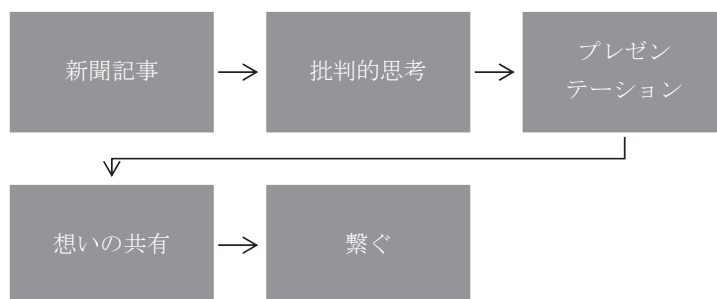 新聞記事
批判的思考
プレゼン
テーション
想いの共有
繋ぐ